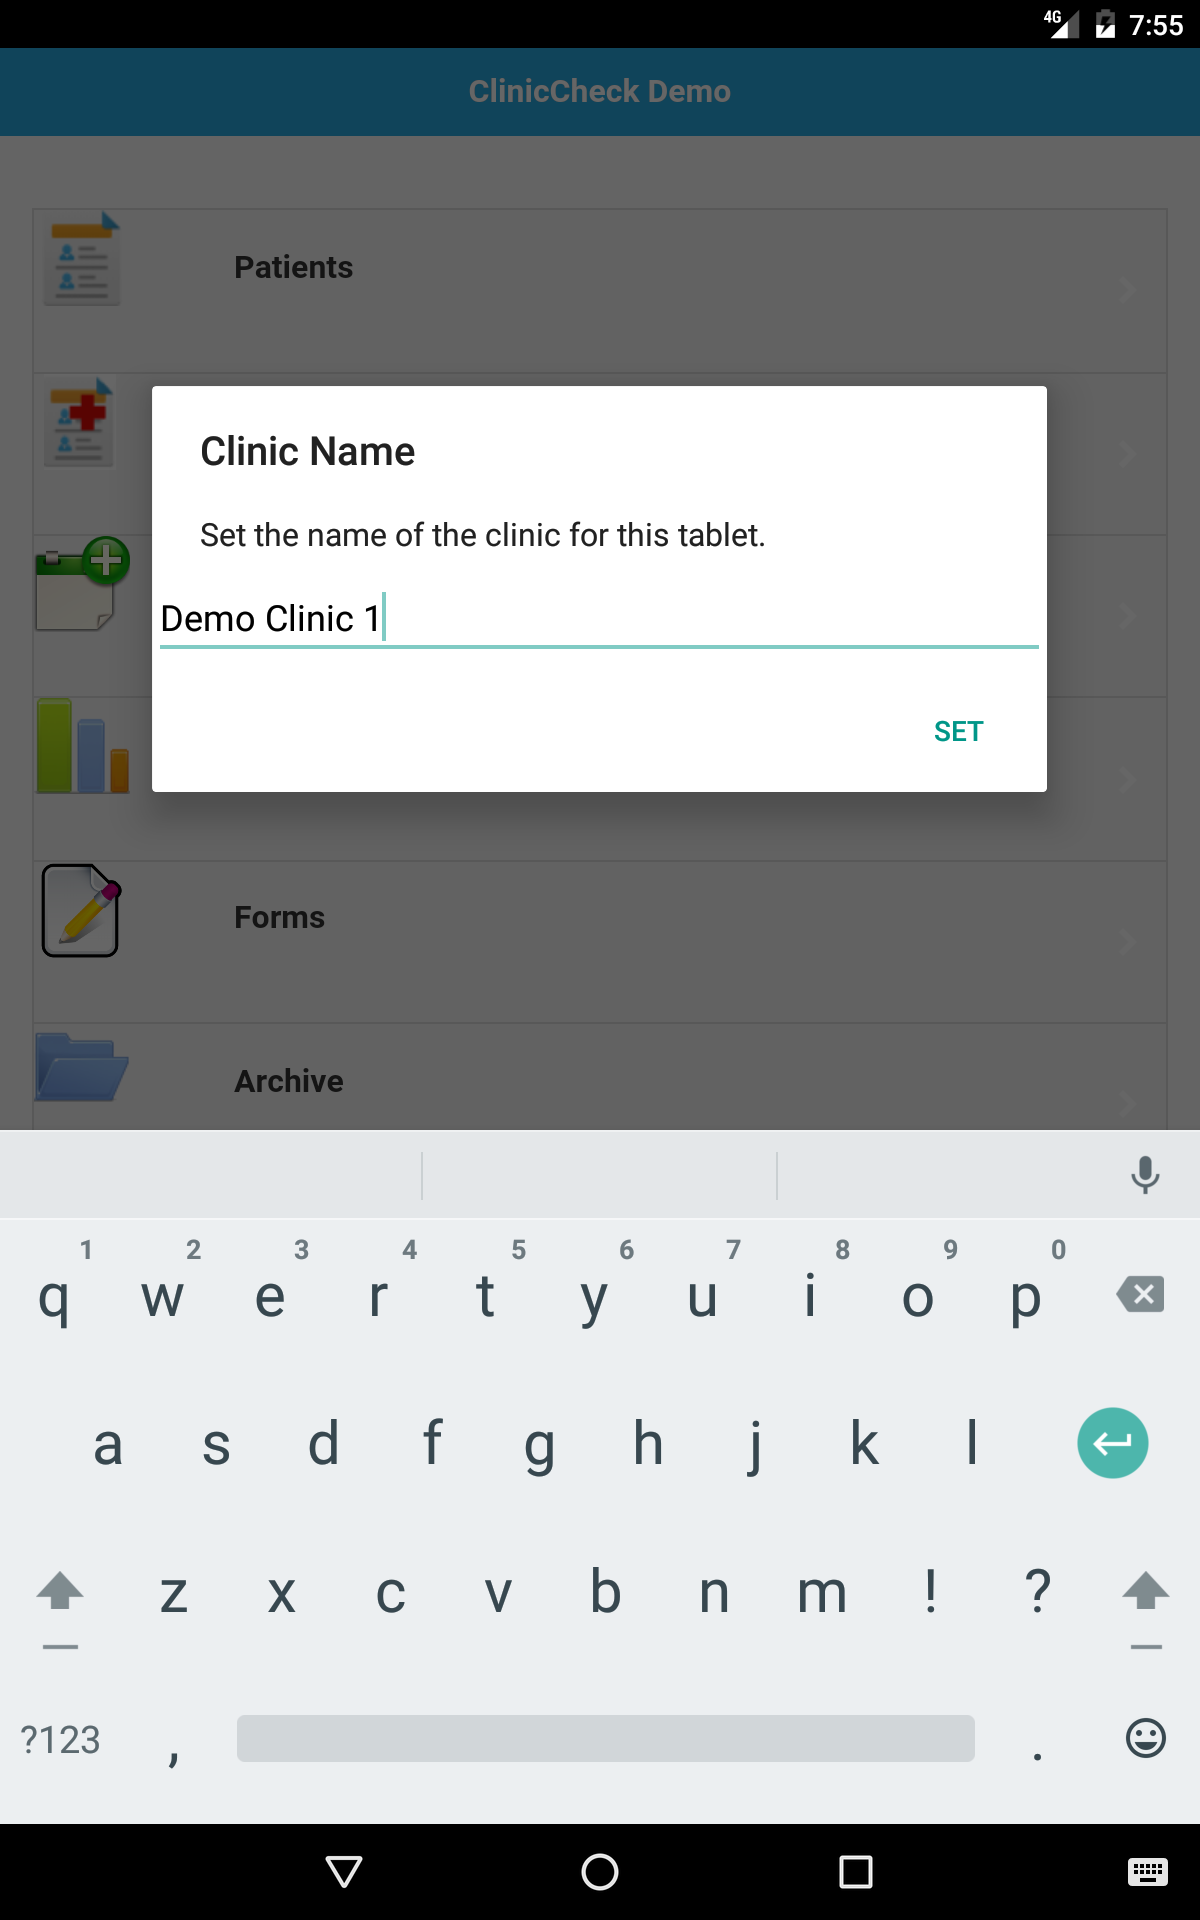 4G 7:55
ClinicCheck Demo
Patients
Clinic Name
Set the name of the clinic for this tablet.
Demo Clinic 1
SET
Forms
Archive
1 2 3 4 5 6 7 8 9 0
q w e r t y u i o p
a s d f g h j k l
z x c v b n m ! ?
?123 , .